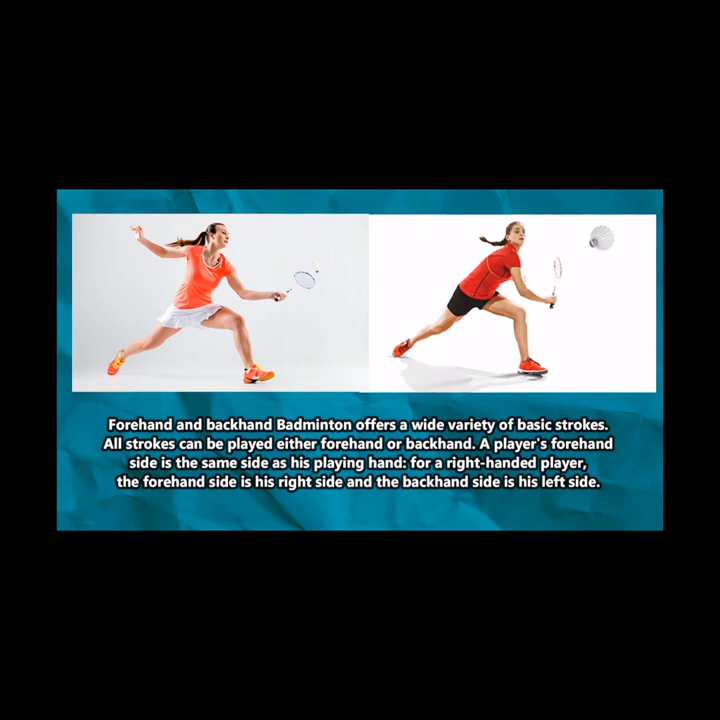 Forehand and backhand Badminton offers a wide variety of basic strokes.
All strokes can be played either forehand or backhand. A player's forehand
side is the same side as his playing hand: for a right-handed player,
the forehand side is his right side and the backhand side is his left side.